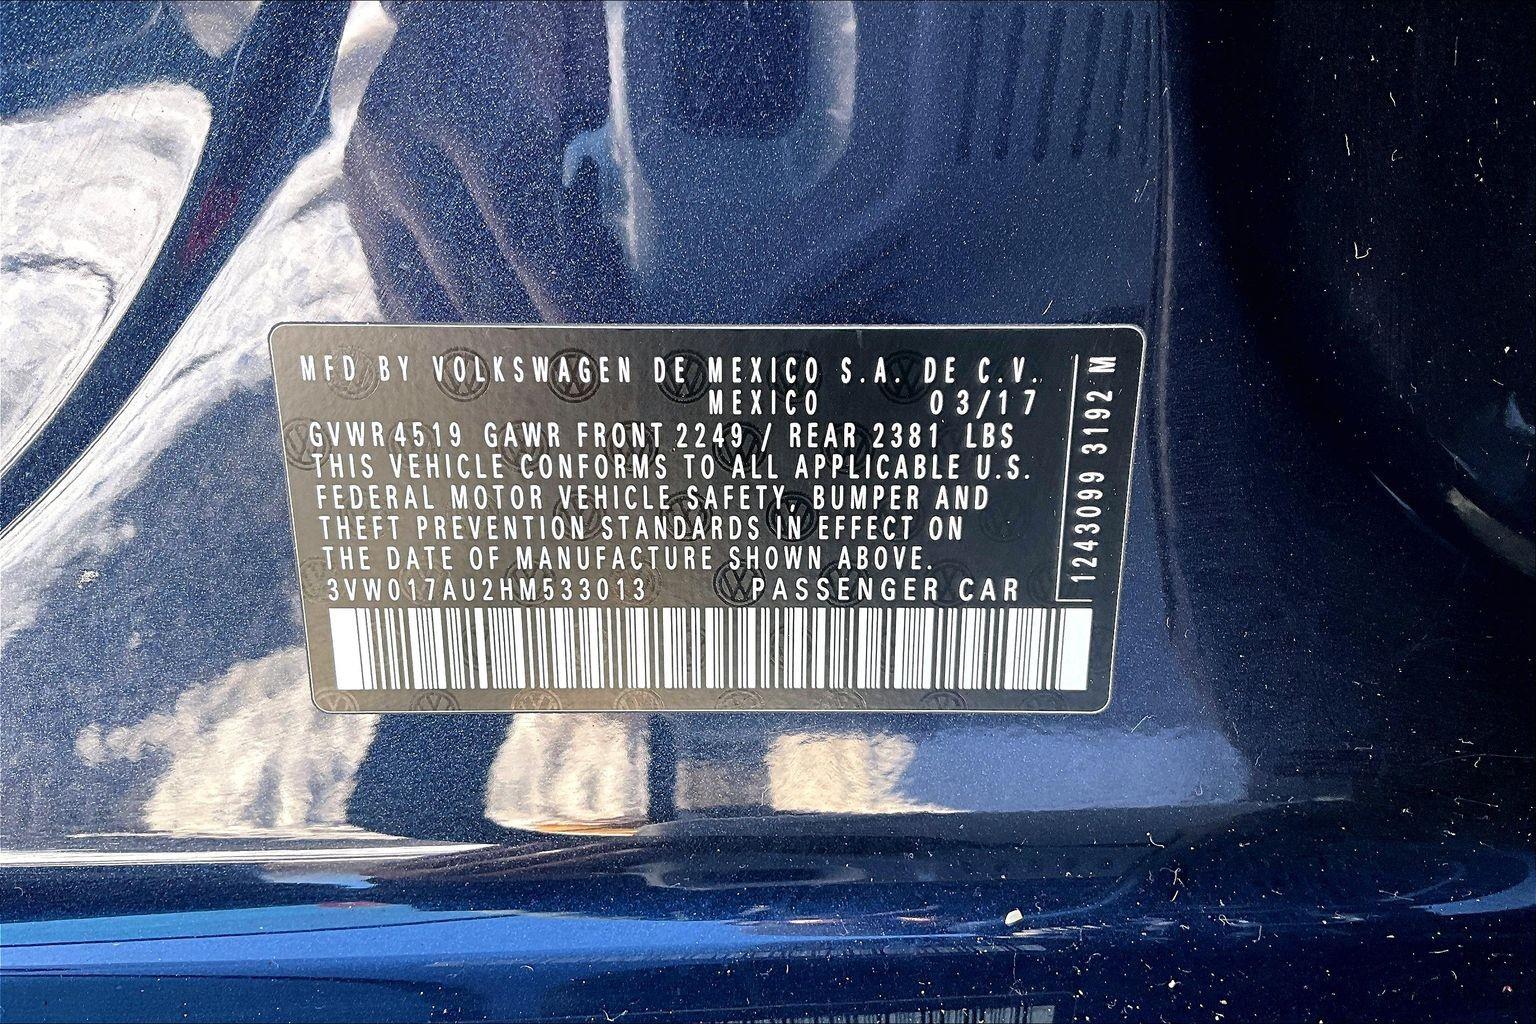 MFD BY VOLKSWAGEN DE MEXICO S.A. DE C.V.
MEXICO 03/17
GVWR4519 GAWR FRONT 2249 / REAR 2381 LBS
THIS VEHICLE CONFORMS TO ALL APPLICABLE U.S.
FEDERAL MOTOR VEHICLE SAFETY, BUMPER AND
THEFT PREVENTION STANDARDS IN EFFECT ON
THE DATE OF MANUFACTURE SHOWN ABOVE.
3VW017AU2HM533013 PASSENGER CAR
1243099 3192 M